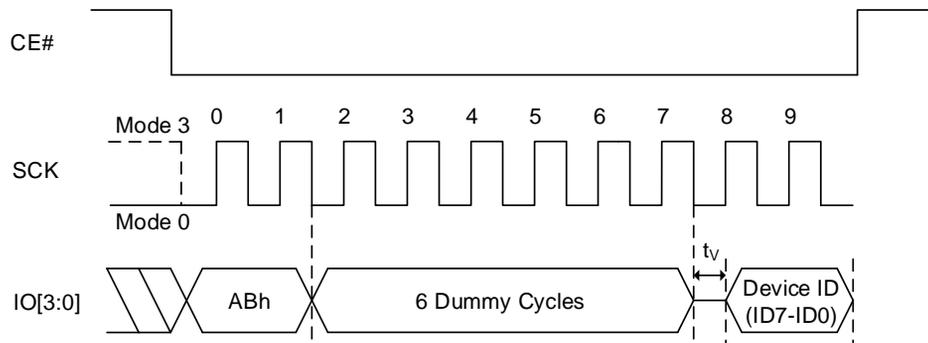 CE#
0 1 2 3 4 5 6 7 8 9
Mode 3
SCK
Mode 0
tV
IO[3:0]
ABh
6 Dummy Cycles
Device ID
(ID7-ID0)